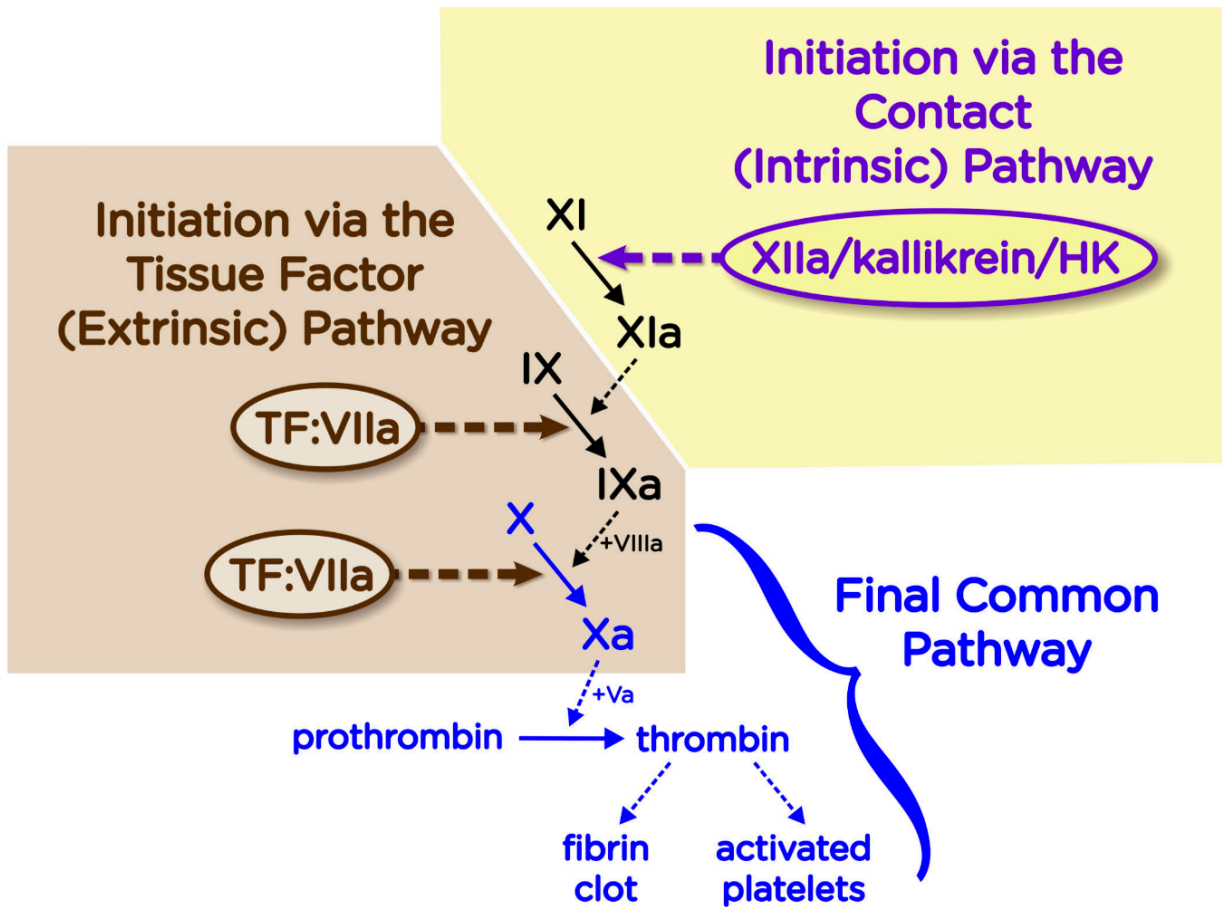 Initiation via the
Contact
(Intrinsic) Pathway
XIIa/kallikrein/HK
Initiation via the
Tissue Factor
(Extrinsic) Pathway
XI
XIa
IX
TF:VIIa
IXa
+VIIIa
X
TF:VIIa
Xa
+Va
prothrombin
thrombin
fibrin
clot
activated
platelets
Final Common
Pathway